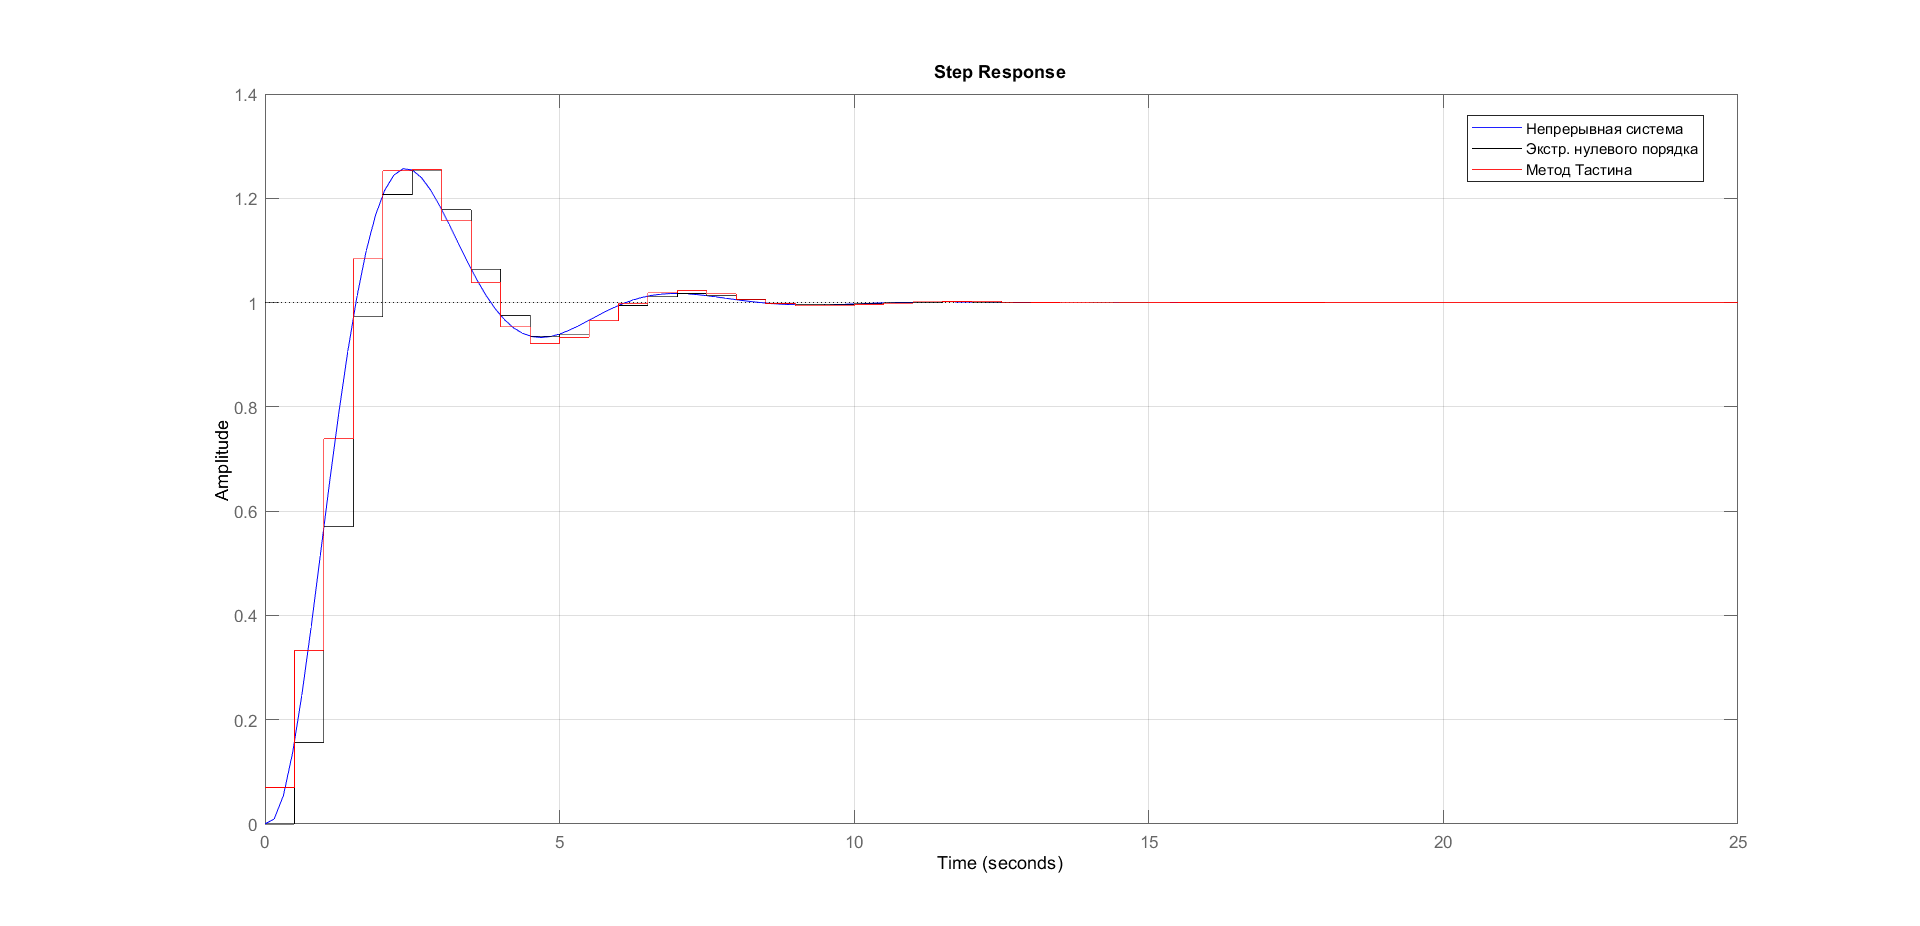 Step Response
1.4
1.2
1
0.8
0.6
0.4
0.2
0
Amplitude
Непрерывная система
Экстр. нулевого порядка
Метод Тастина
0 5 10 15 20 25
Time (seconds)